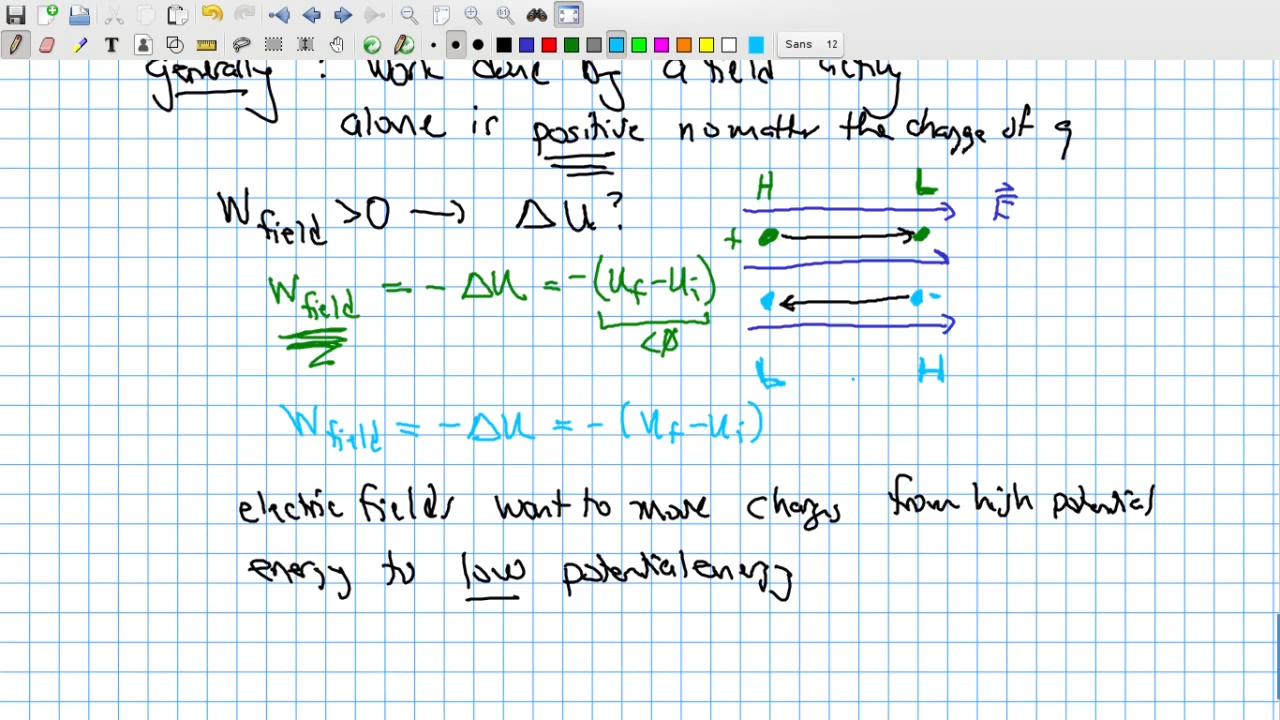 Sans 12
generally : Work done by a field acting
alone is positive no matter the charge of q
H L E
W field >0 → ΔU?
+
W field = - ΔU = -(Uf - Ui)
<0
-
L H
W field = - ΔU = - (Uf - Ui)
electric fields want to move charges from high potential
energy to low potential energy